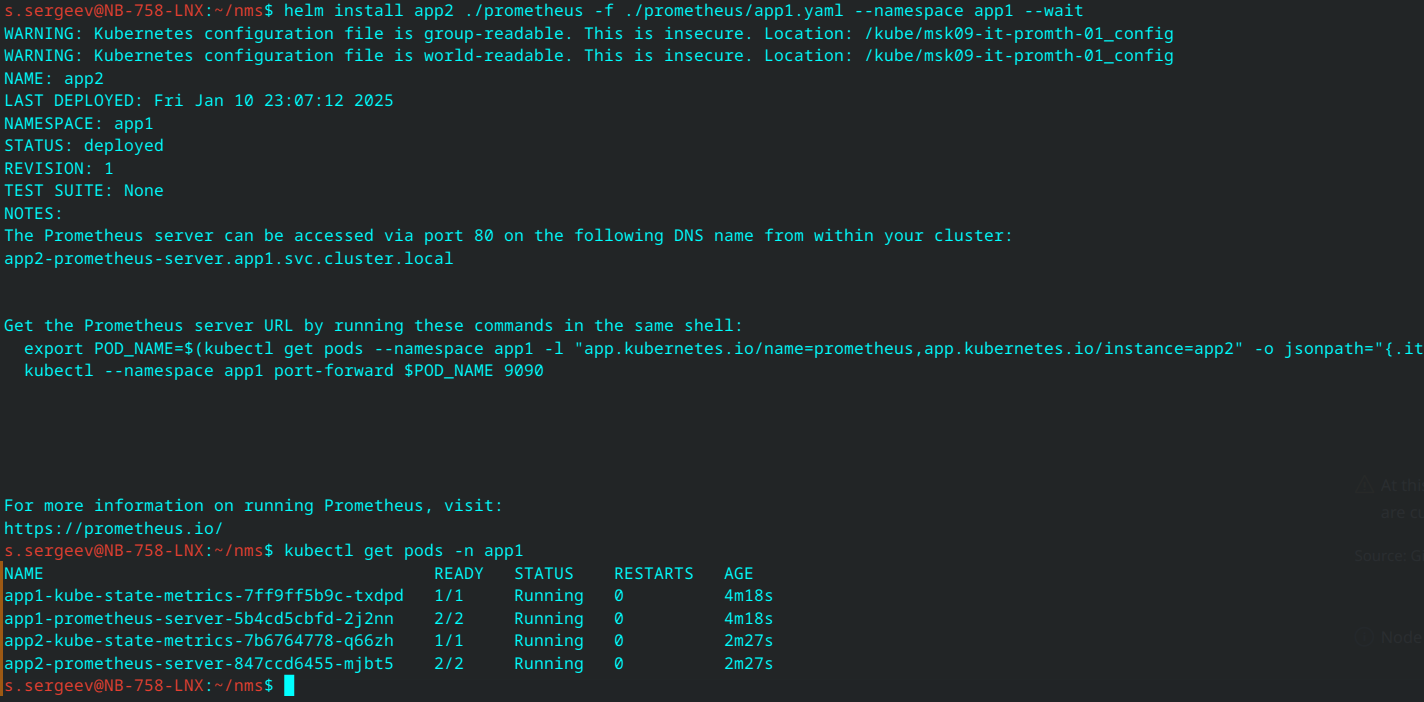 s.sergeev@NB-758-LNX:~/nms$ helm install app2 ./prometheus -f ./prometheus/app1.yaml --namespace app1 --wait
WARNING: Kubernetes configuration file is group-readable. This is insecure. Location: /kube/msk09-it-promth-01_config
WARNING: Kubernetes configuration file is world-readable. This is insecure. Location: /kube/msk09-it-promth-01_config
NAME: app2
LAST DEPLOYED: Fri Jan 10 23:07:12 2025
NAMESPACE: app1
STATUS: deployed
REVISION: 1
TEST SUITE: None
NOTES:
The Prometheus server can be accessed via port 80 on the following DNS name from within your cluster:
app2-prometheus-server.app1.svc.cluster.local
Get the Prometheus server URL by running these commands in the same shell:
  export POD_NAME=$(kubectl get pods --namespace app1 -l "app.kubernetes.io/name=prometheus,app.kubernetes.io/instance=app2" -o jsonpath="{.it
  kubectl --namespace app1 port-forward $POD_NAME 9090
At this
For more information on running Prometheus, visit:
are cu
https://prometheus.io/
s.sergeev@NB-758-LNX:~/nms$ kubectl get pods -n app1
Source:
NAME READY STATUS RESTARTS AGE
app1-kube-state-metrics-7ff9ff5b9c-txdpd 1/1 Running 0 4m18s
app1-prometheus-server-5b4cd5cbfd-2j2nn 2/2 Running 0 4m18s
app2-kube-state-metrics-7b6764778-q66zh 1/1 Running 0 2m27s
Node
app2-prometheus-server-847ccd6455-mjbt5 2/2 Running 0 2m27s
s.sergeev@NB-758-LNX:~/nms$